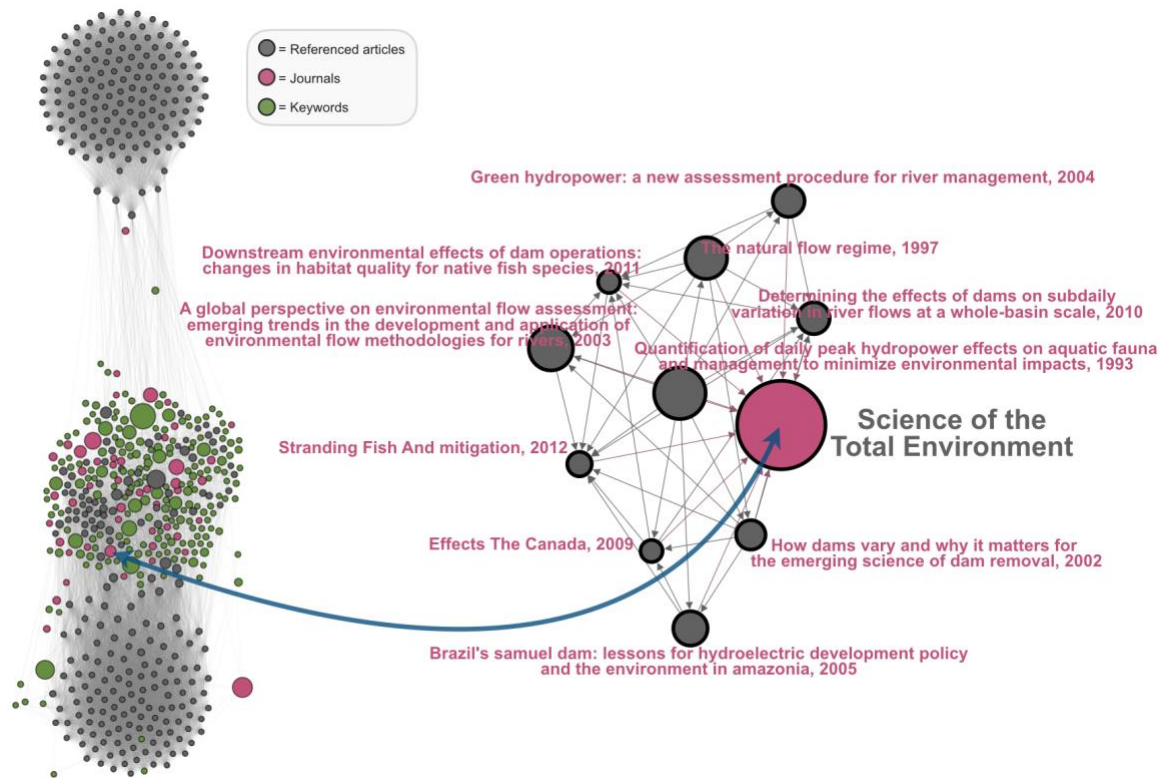 = Referenced articles
= Journals
= Keywords
Green hydropower: a new assessment procedure for river management, 2004
The natural flow regime, 1997
Downstream environmental effects of dam operations:
changes in habitat quality for native fish species, 2011
Determining the effects of dams on subdaily
variation in river flows at a whole-basin scale, 2010
A global perspective on environmental flow assessment:
emerging trends in the development and application of
environmental flow methodologies for rivers, 2003
Quantification of daily peak hydropower effects on aquatic fauna
and management to minimize environmental impacts, 1993
Science of the
Total Environment
Stranding Fish And mitigation, 2012
Effects The Canada, 2009
How dams vary and why it matters for
the emerging science of dam removal, 2002
Brazil's samuel dam: lessons for hydroelectric development policy
and the environment in amazonia, 2005